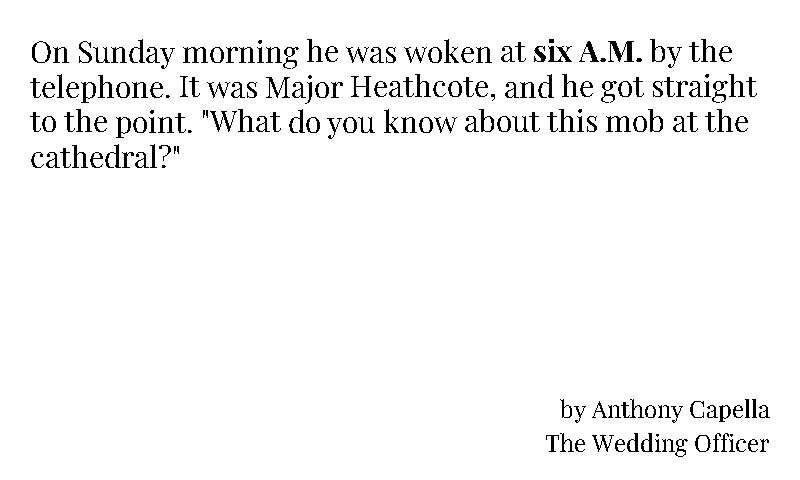 On Sunday morning he was woken at six A.M. by the
telephone. It was Major Heathcote, and he got straight
to the point. "What do you know about this mob at the
cathedral?"
by Anthony Capella
The Wedding Officer